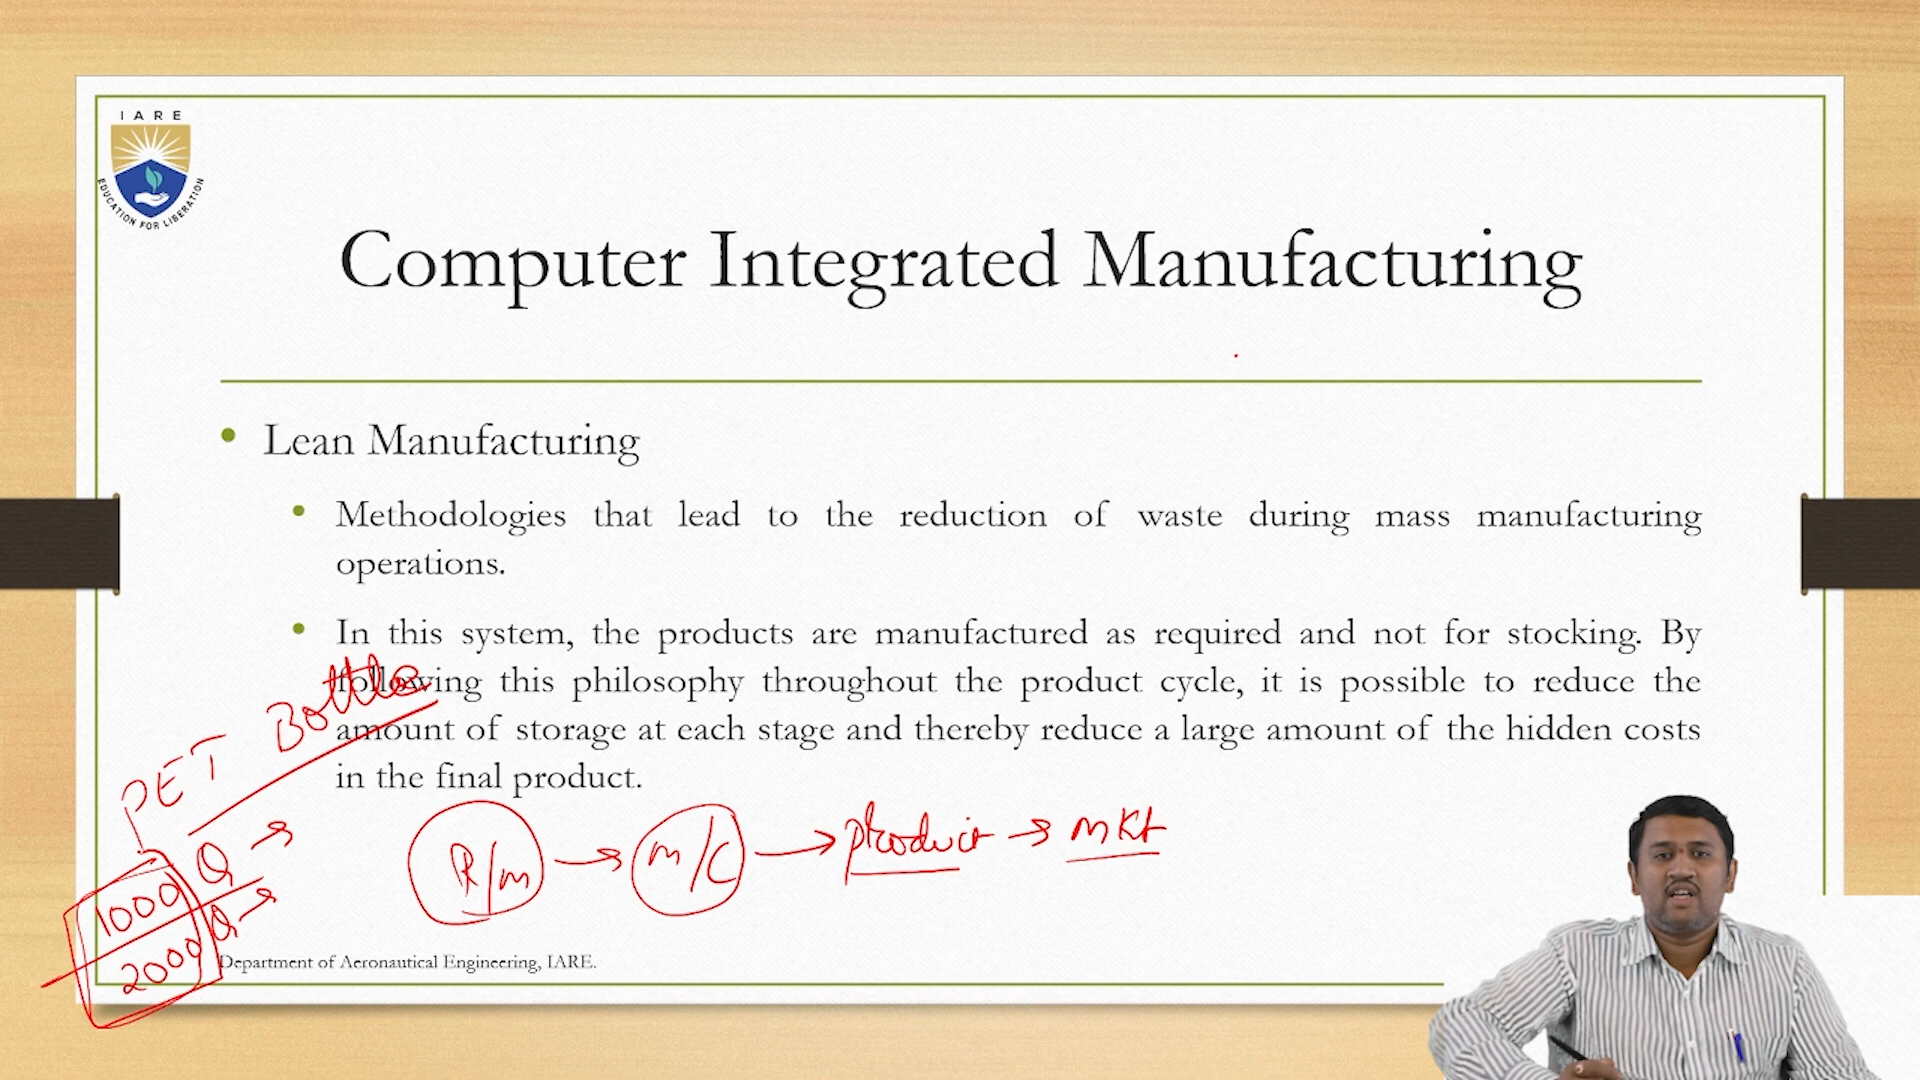 IARE
EDUCATION FOR LIBERATION
Computer Integrated Manufacturing
Lean Manufacturing
Methodologies that lead to the reduction of waste during mass manufacturing
operations.
In this system, the products are manufactured as required and not for stocking. By
following this philosophy throughout the product cycle, it is possible to reduce the
amount of storage at each stage and thereby reduce a large amount of the hidden costs
in the final product.
PET Bottle
R/m → m/c → product → mkt
1000 Q →
2000 Q →
Department of Aeronautical Engineering, IARE.